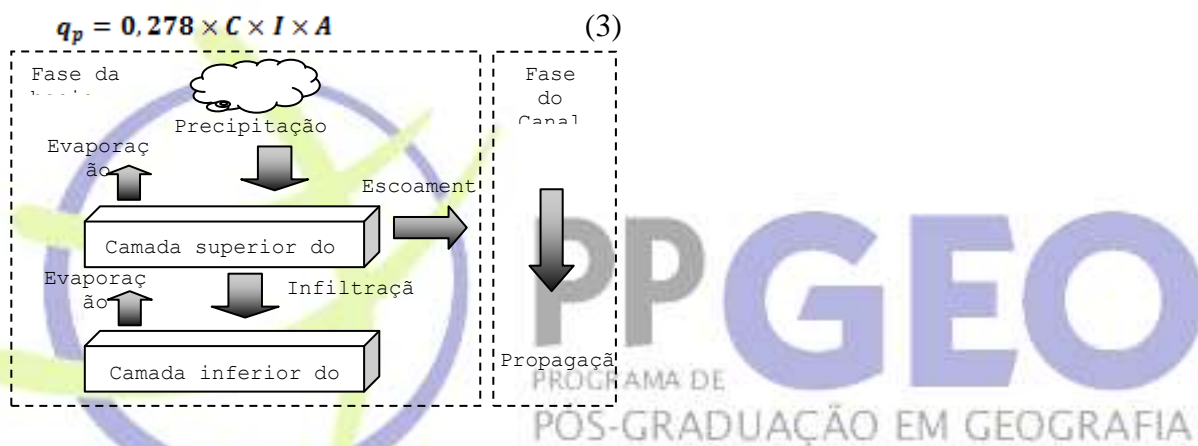 q_p = 0,278 × C × I × A (3)
Fase da
Precipitação
Evaporaç
ão
Escoament
Camada superior do
Evaporaç
ão
Infiltraçã
Camada inferior do
Fase
do
Canal
Propagaçã
PPGEO
PROGRAMA DE
PÓS-GRADUAÇÃO EM GEOGRAFIA